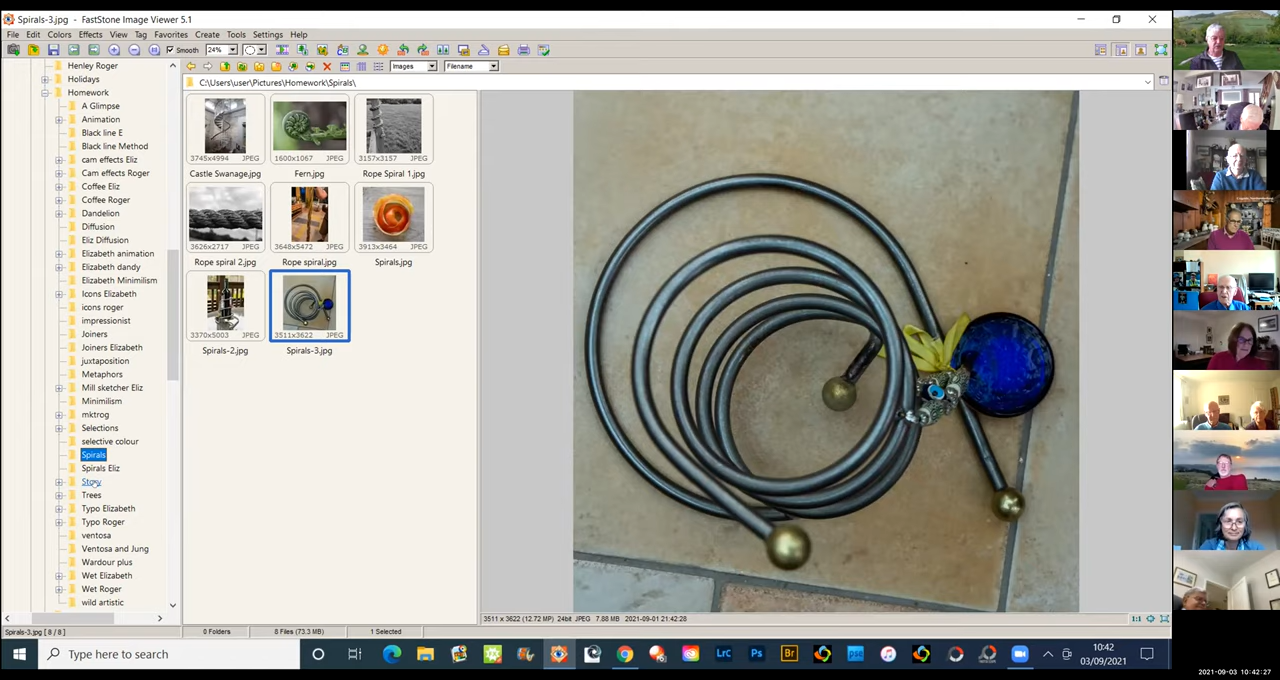 Spirals-3.jpg - FastStone Image Viewer 5.1
File Edit Colors Effects View Tag Favorites Create Tools Settings Help
Smooth 24%
Images Filename
C:\Users\user\Pictures\Homework\Spirals\
Henley Roger
Holidays
Homework
A Glimpse
Animation
Black line E
Black line Method
cam effects Eliz
Cam effects Roger
Coffee Eliz
Coffee Roger
Dandelion
Diffusion
Eliz Diffusion
Elizabeth animation
Elizabeth dandy
Elizabeth Minimilism
Icons Elizabeth
icons roger
impressionist
Joiners
Joiners Elizabeth
juxtaposition
Metaphors
Mill sketcher Eliz
Minimilism
mktrog
Selections
selective colour
Spirals
Spirals Eliz
Story
Trees
Typo Elizabeth
Typo Roger
ventosa
Ventosa and Jung
Wardour plus
Wet Elizabeth
Wet Roger
wild artistic
3745x4994 JPEG
Castle Swanage.jpg
1600x1067 JPEG
Fern.jpg
3157x3157 JPEG
Rope Spiral 1.jpg
3626x2717 JPEG
Rope spiral 2.jpg
3648x5472 JPEG
Rope spiral.jpg
3913x3464 JPEG
Spirals.jpg
3370x5003 JPEG
Spirals-2.jpg
3511x3622 JPEG
Spirals-3.jpg
3511 x 3622 (12.72 MP) 24bit JPEG 7.88 MB 2021-09-01 21:42:28
1:1
Spirals-3.jpg [ 8 / 8 ]
0 Folders
8 Files (73.3 MB)
1 Selected
Type here to search
LrC
Ps
Br
pse
10:42
03/09/2021
2021-09-03 10:42:27